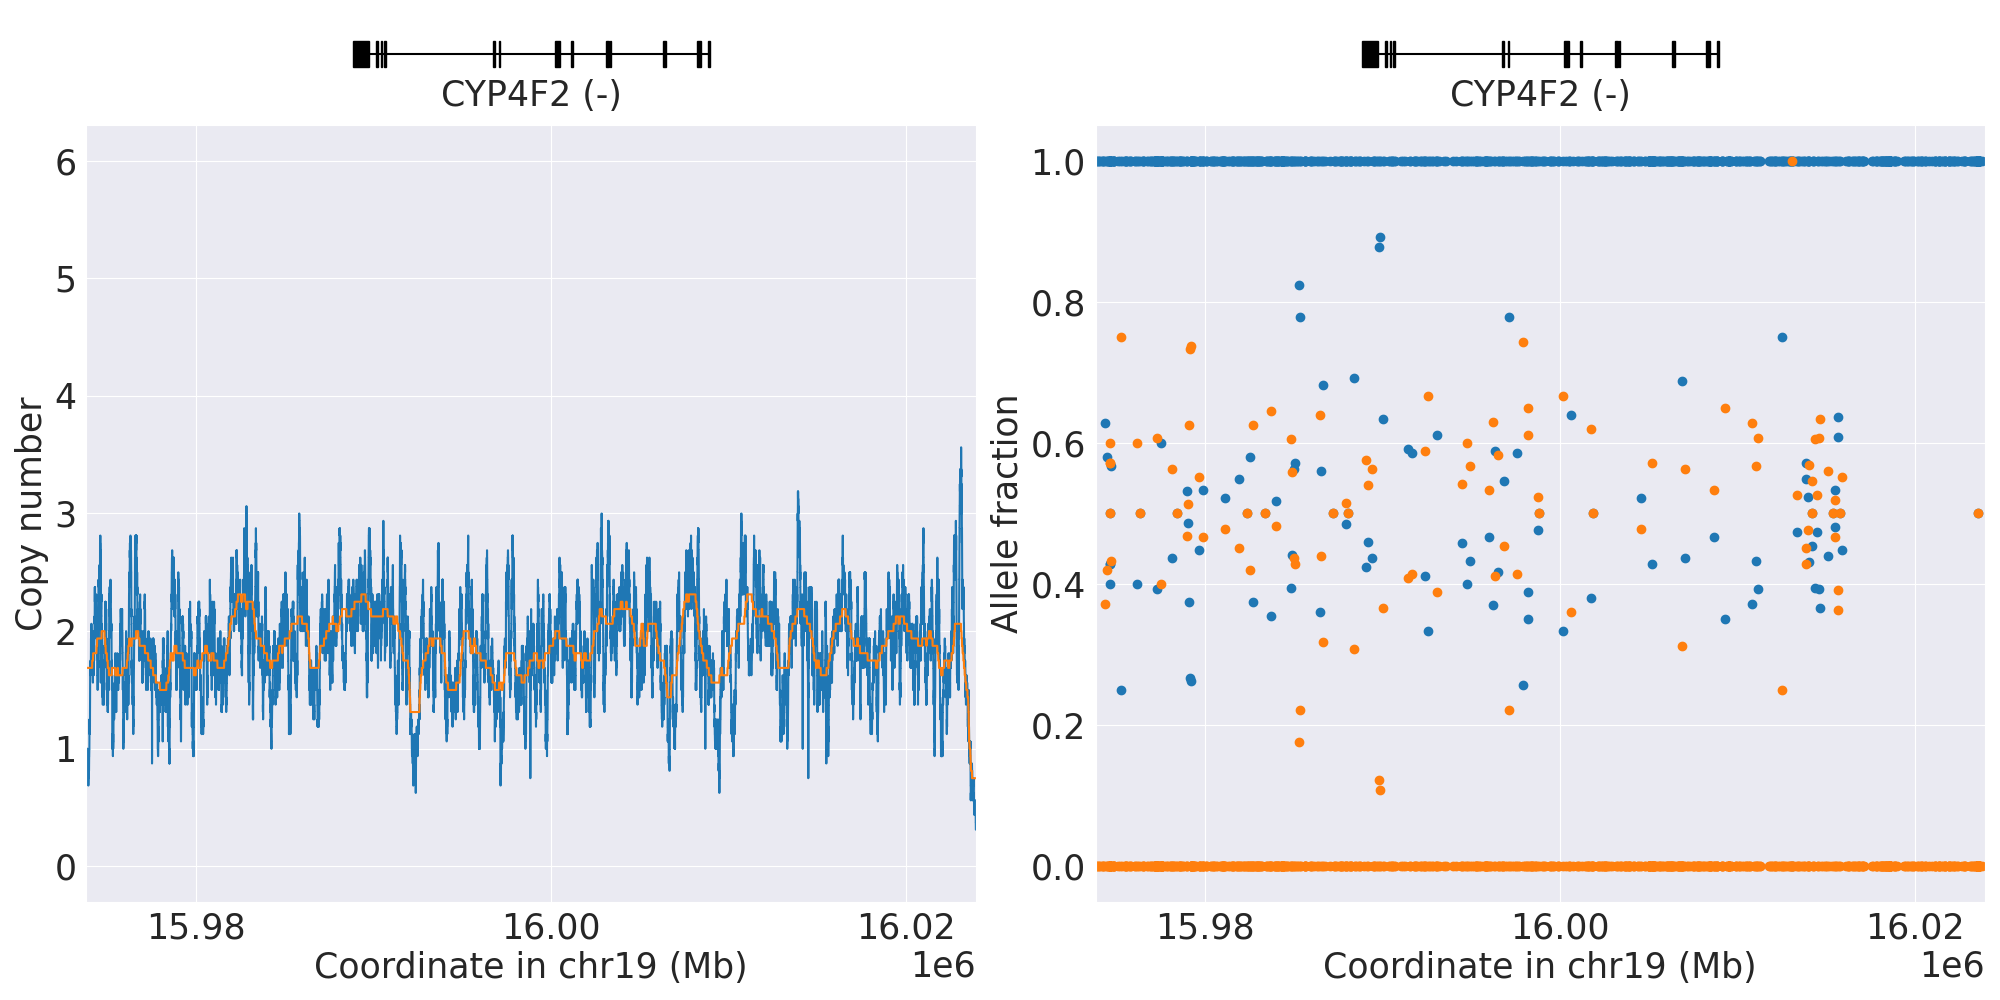 CYP4F2 (-)
Copy number
6
5
4
3
2
1
0
15.98
16.00
16.02
Coordinate in chr19 (Mb)
1e6
CYP4F2 (-)
Allele fraction
1.0
0.8
0.6
0.4
0.2
0.0
15.98
16.00
16.02
Coordinate in chr19 (Mb)
1e6